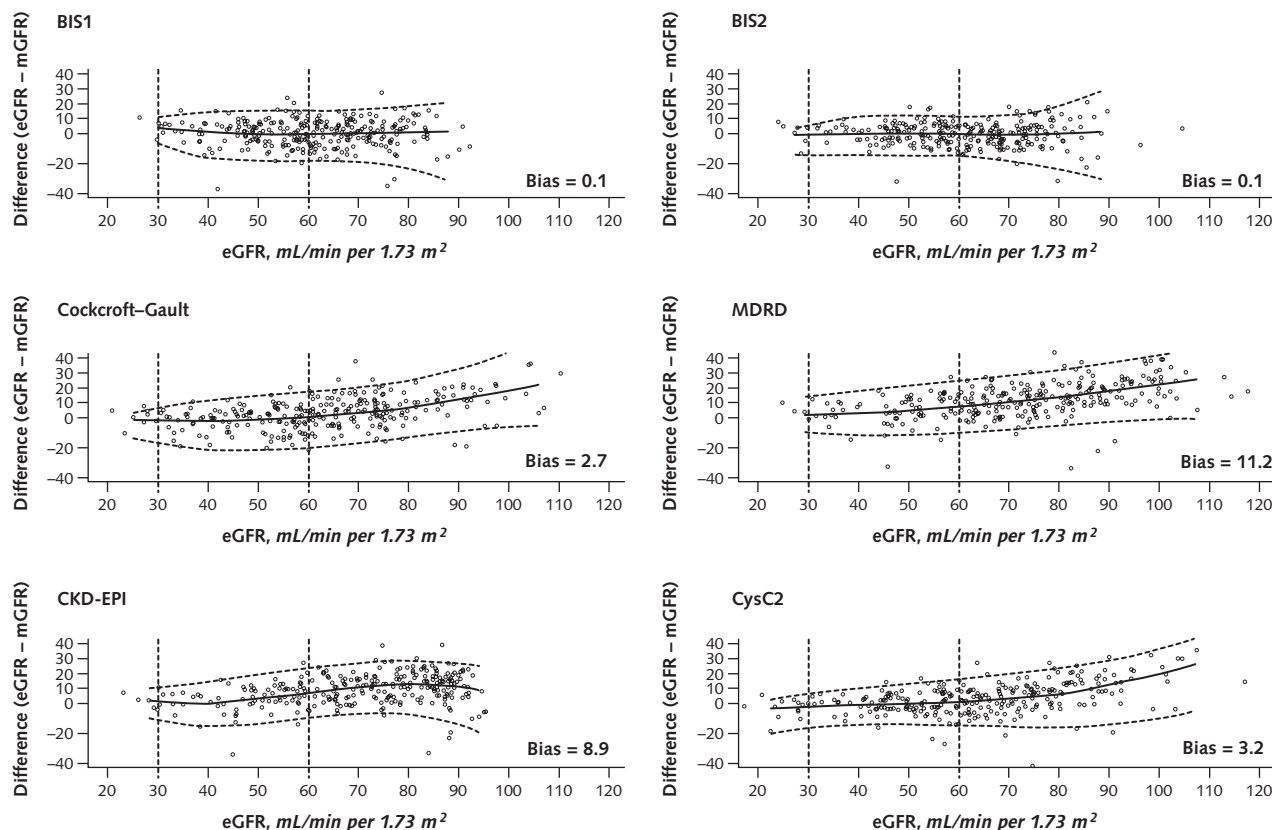 BIS1
Difference (eGFR – mGFR)
40
30
20
10
0
–20
–40
Bias = 0.1
20 30 40 50 60 70 80 90 100 110 120
eGFR, mL/min per 1.73 m²
BIS2
Difference (eGFR – mGFR)
40
30
20
10
0
–20
–40
Bias = 0.1
20 30 40 50 60 70 80 90 100 110 120
eGFR, mL/min per 1.73 m²
Cockcroft–Gault
Difference (eGFR – mGFR)
40
30
20
10
0
–20
–40
Bias = 2.7
20 30 40 50 60 70 80 90 100 110 120
eGFR, mL/min per 1.73 m²
MDRD
Difference (eGFR – mGFR)
40
30
20
10
0
–20
–40
Bias = 11.2
20 30 40 50 60 70 80 90 100 110 120
eGFR, mL/min per 1.73 m²
CKD-EPI
Difference (eGFR – mGFR)
40
30
20
10
0
–20
–40
Bias = 8.9
20 30 40 50 60 70 80 90 100 110 120
eGFR, mL/min per 1.73 m²
CysC2
Difference (eGFR – mGFR)
40
30
20
10
0
–20
–40
Bias = 3.2
20 30 40 50 60 70 80 90 100 110 120
eGFR, mL/min per 1.73 m²